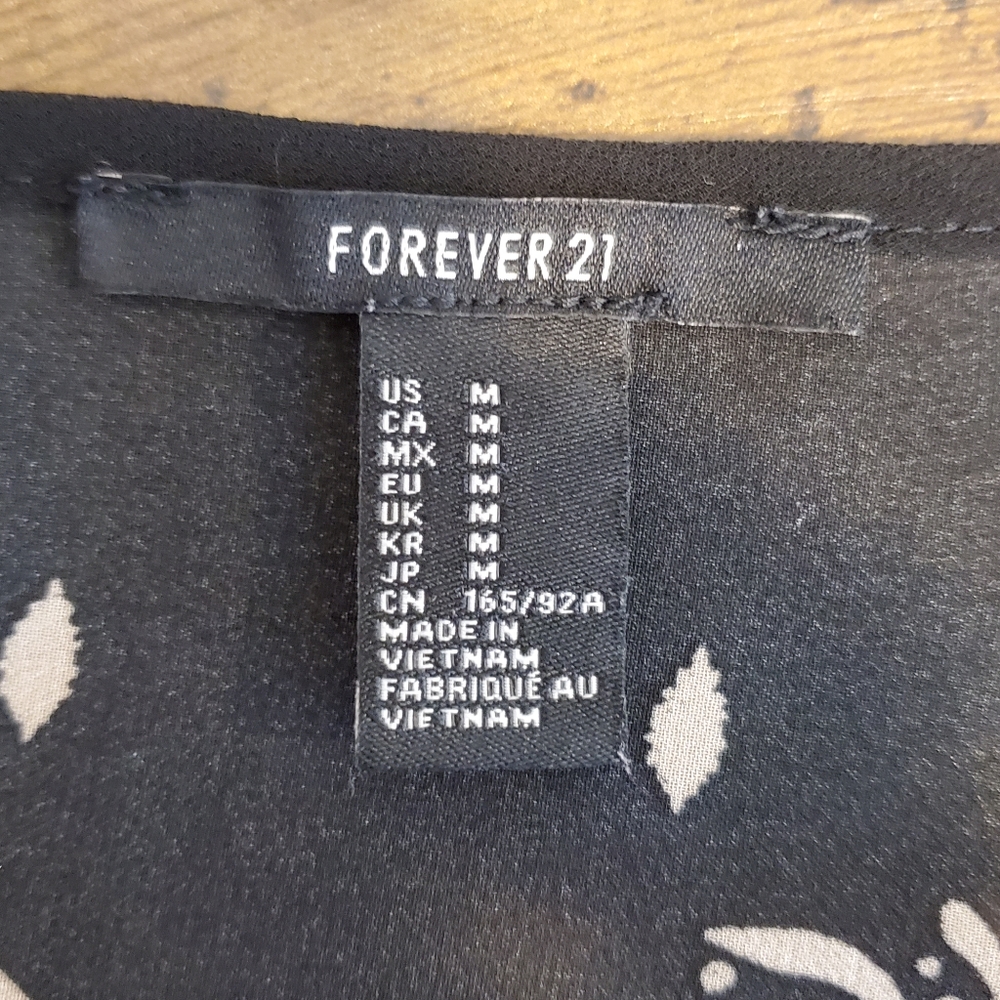 FOREVER 21
US M
CA M
MX M
EU M
UK M
KR M
JP M
CN 165/92A
MADE IN
VIETNAM
FABRIQUÉ AU
VIETNAM